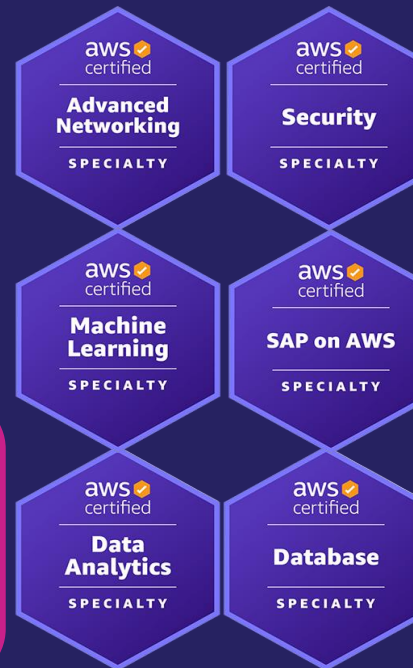 aws
certified
Advanced
Networking
SPECIALTY
aws
certified
Security
SPECIALTY
aws
certified
Machine
Learning
SPECIALTY
aws
certified
SAP on AWS
SPECIALTY
aws
certified
Data
Analytics
SPECIALTY
aws
certified
Database
SPECIALTY